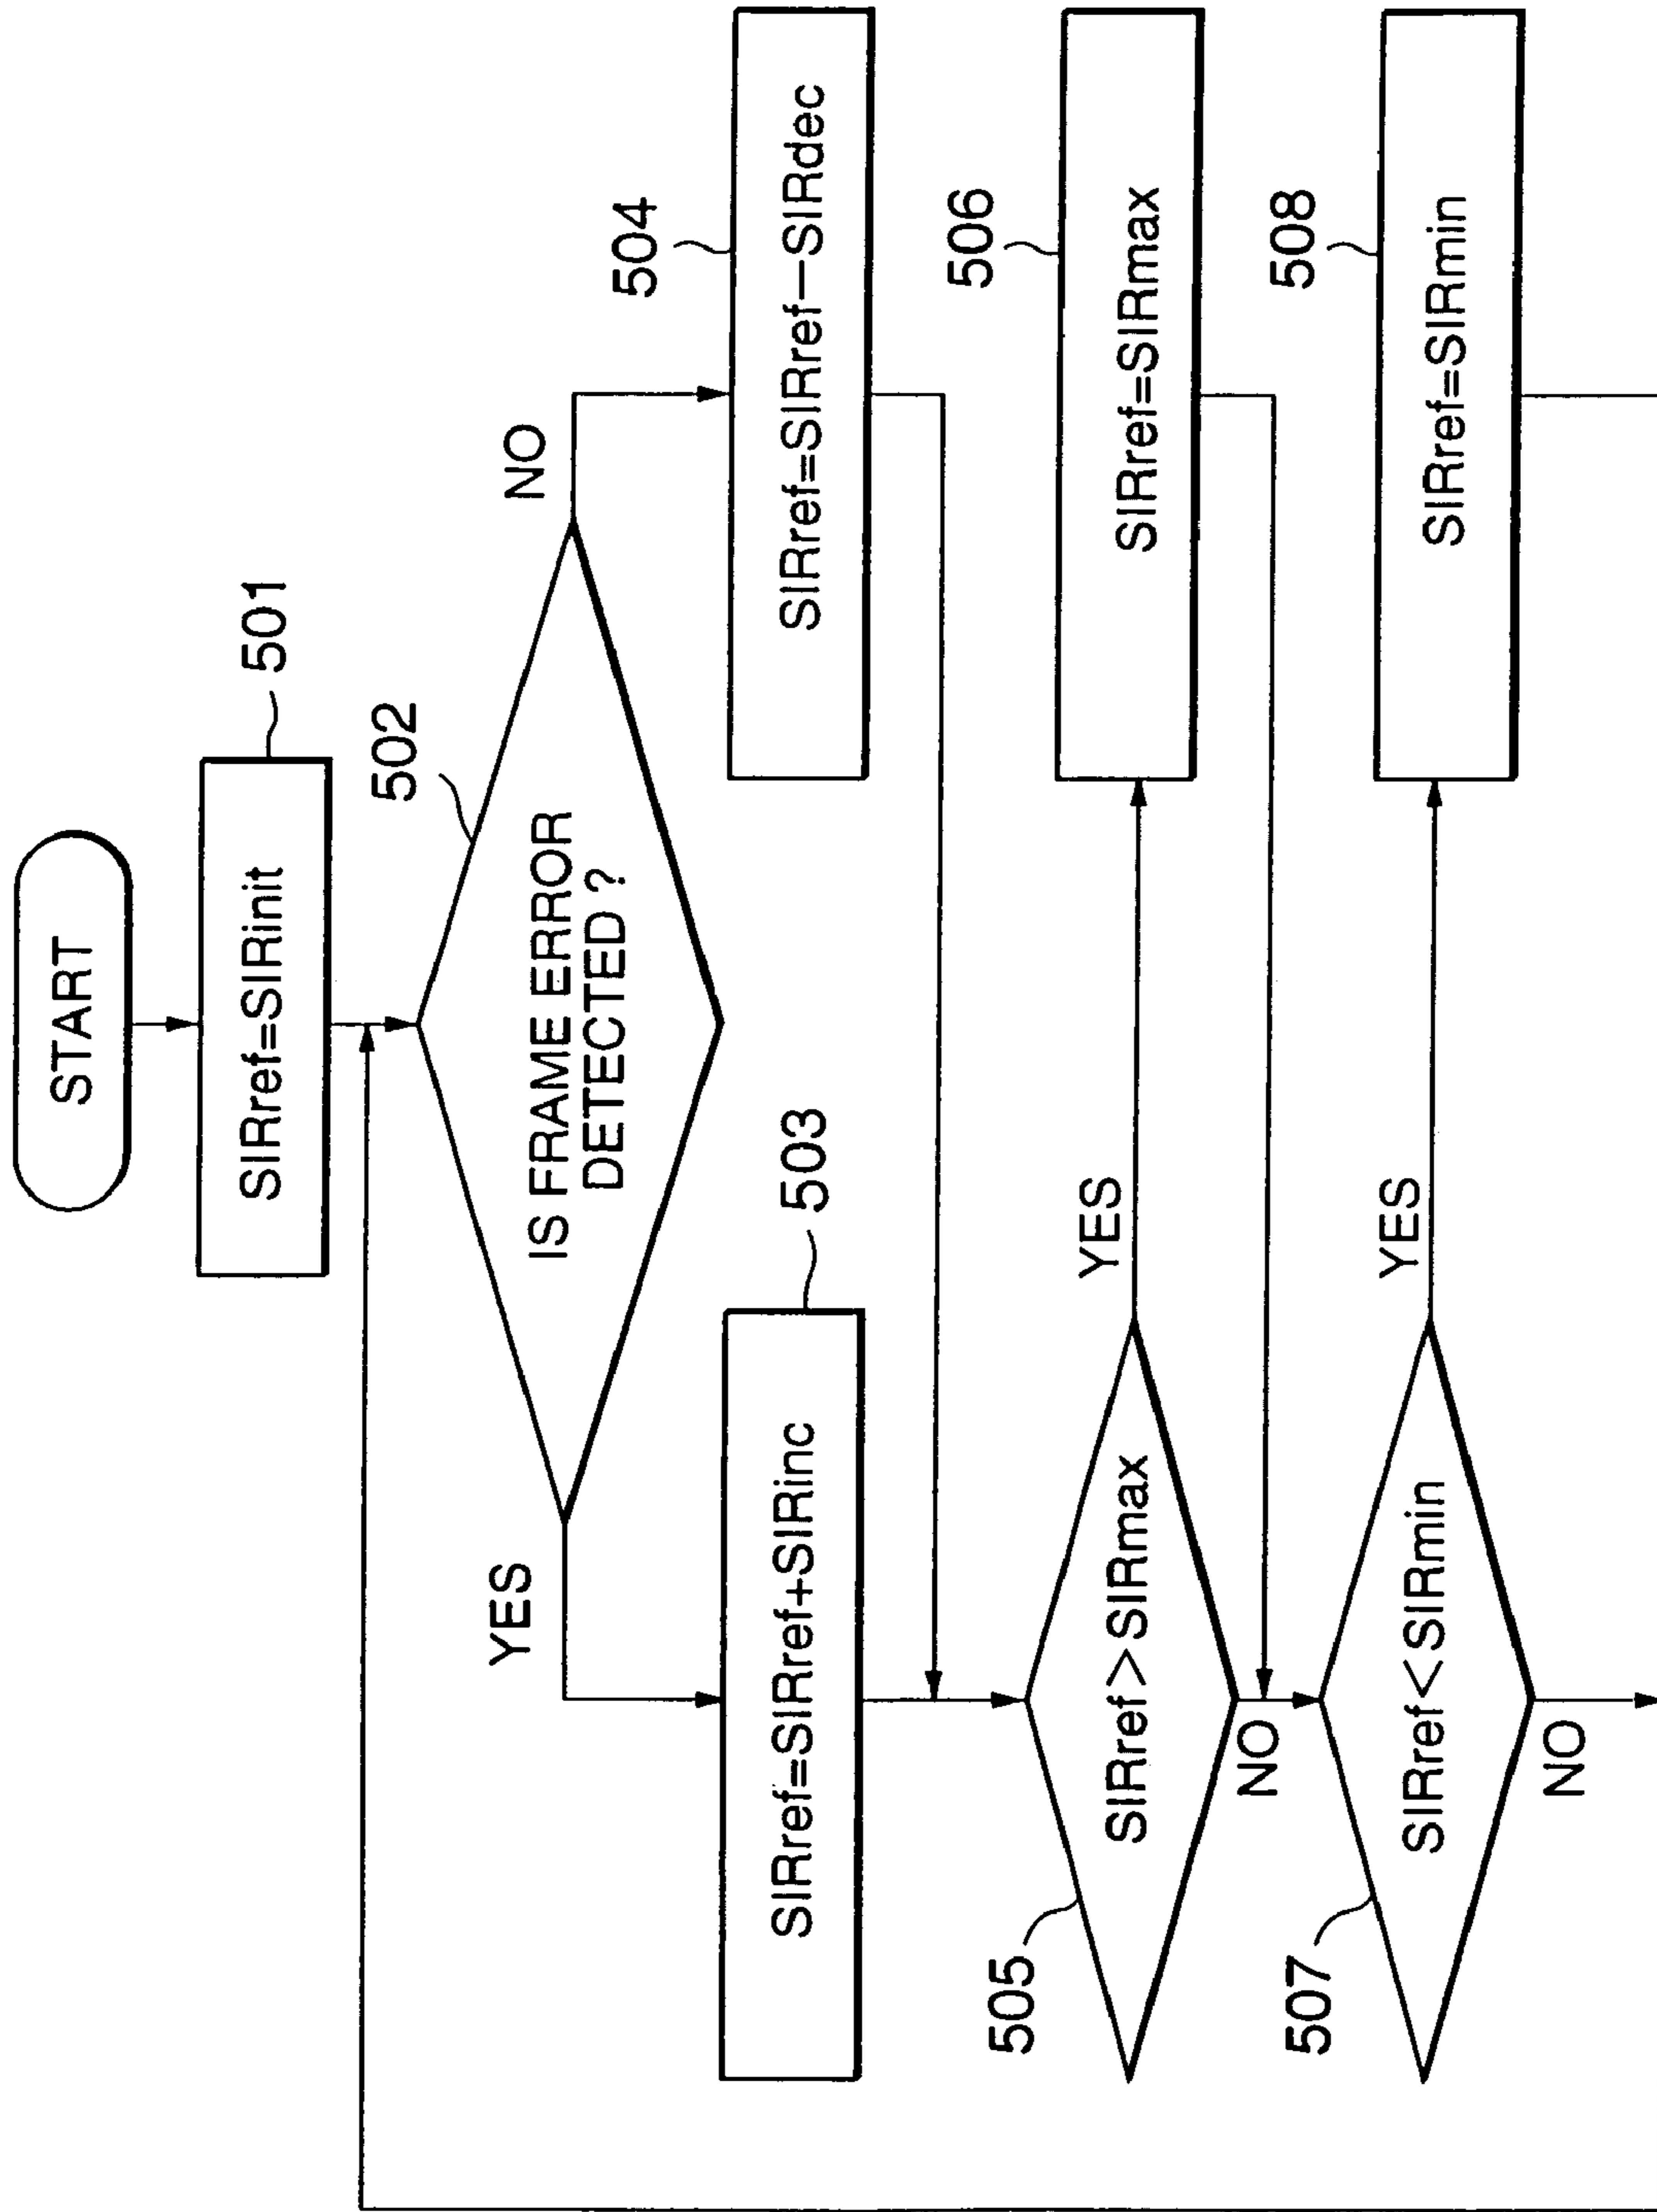 START
SIRref=SIRinit
501
502
IS FRAME ERROR
DETECTED ?
YES
NO
503
504
SIRref=SIRref+SIRinc
SIRref=SIRref−SIRdec
505
SIRref>SIRmax
YES
506
SIRref=SIRmax
NO
507
SIRref<SIRmin
YES
508
SIRref=SIRmin
NO